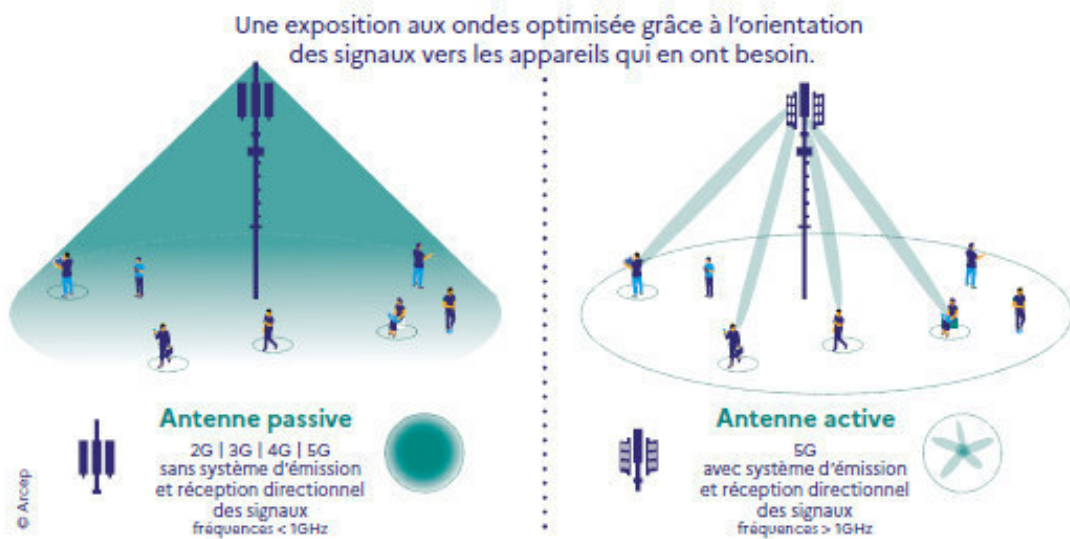 Une exposition aux ondes optimisée grâce à l'orientation
des signaux vers les appareils qui en ont besoin.
Antenne passive
2G | 3G | 4G | 5G
sans système d'émission
et réception directionnel
des signaux
fréquences < 1GHz
Antenne active
5G
avec système d'émission
et réception directionnel
des signaux
fréquences > 1GHz
© Arcep